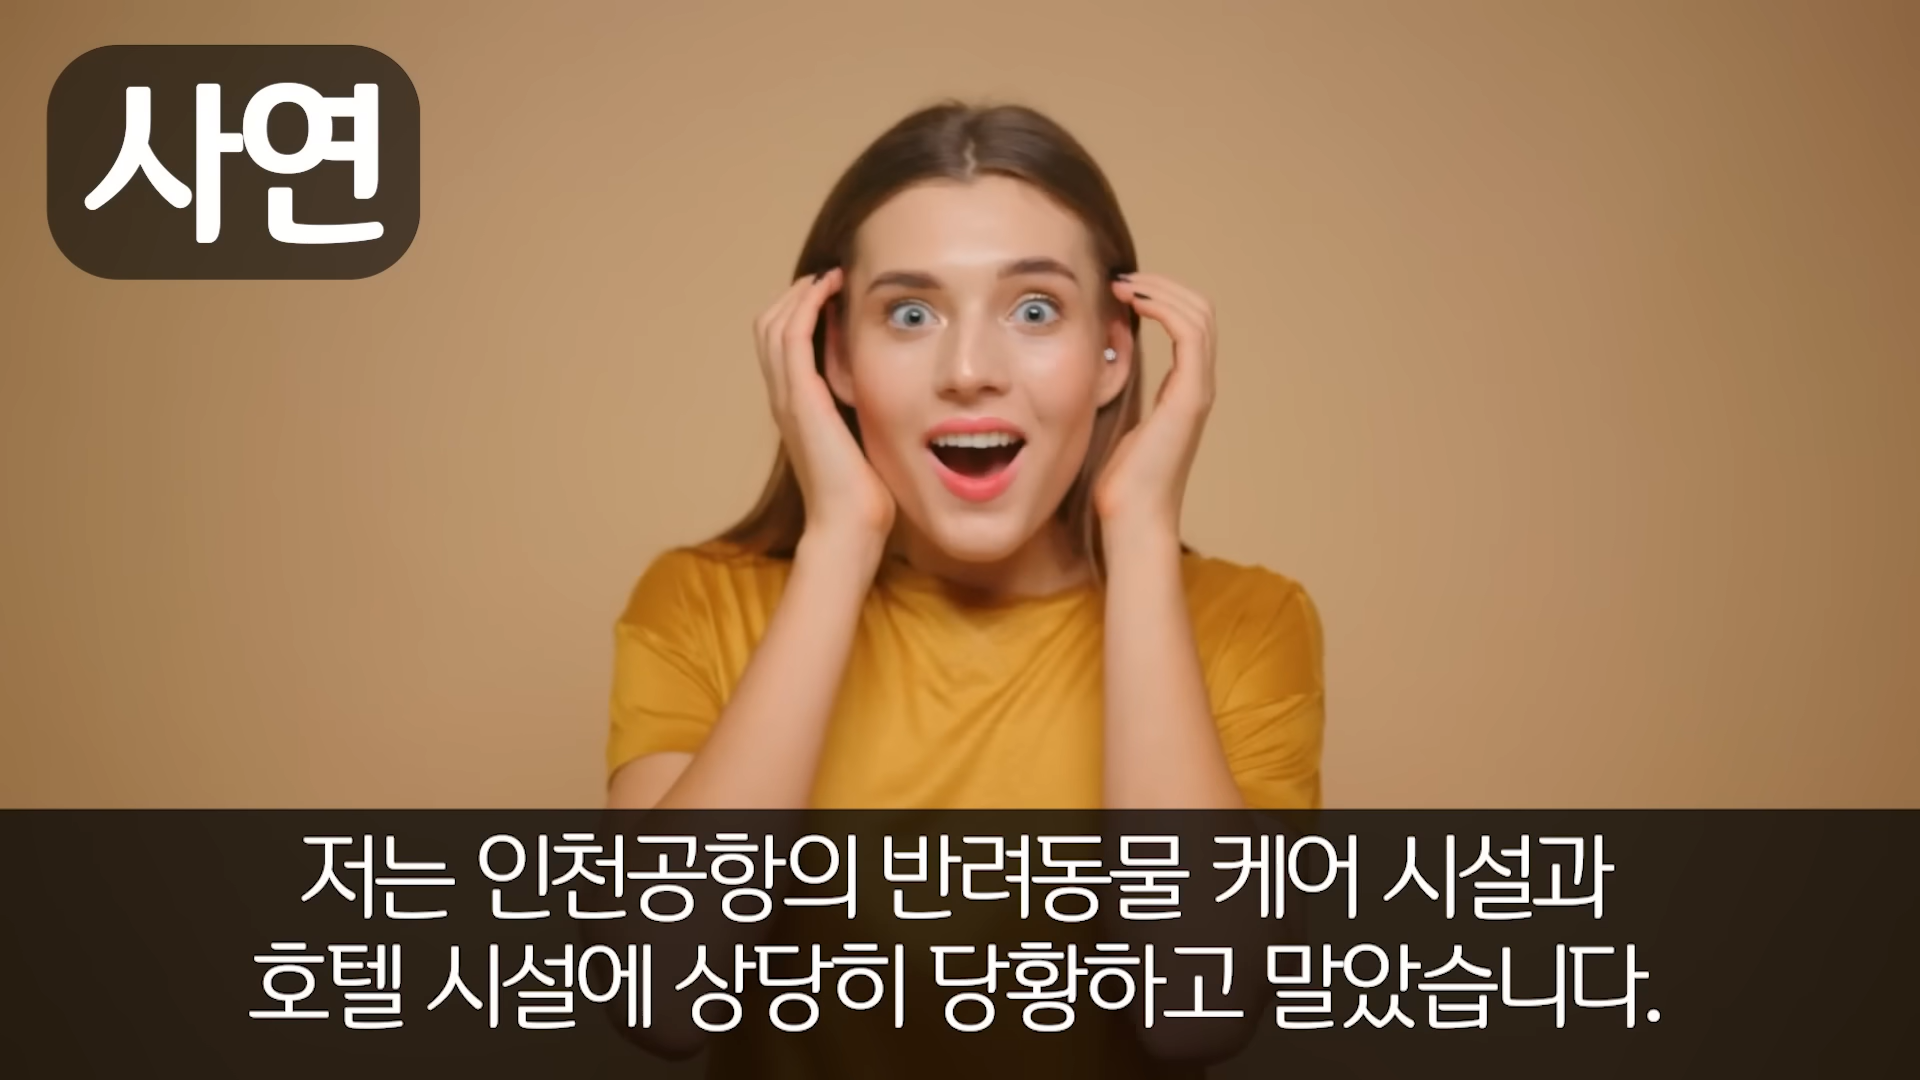 사연
저는 인천공항의 반려동물 케어 시설과
호텔 시설에 상당히 당황하고 말았습니다.